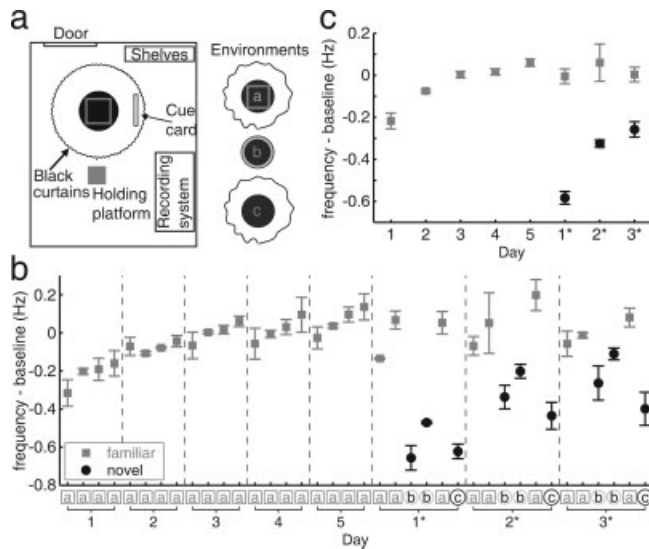 a
Door
Shelves
Cue
card
Black
curtains
Holding
platform
Recording
system
Environments
a
b
c
c
frequency - baseline (Hz)
0.2
0
-0.2
-0.4
-0.6
1 2 3 4 5 1* 2* 3*
Day
b
frequency - baseline (Hz)
0.2
0
-0.2
-0.4
-0.6
-0.8
familiar
novel
a a a a a a a a a a a a a a a a a a a a a a b b a c a a b b a c a a b b a c
1 2 3 4 5 1* 2* 3*
Day